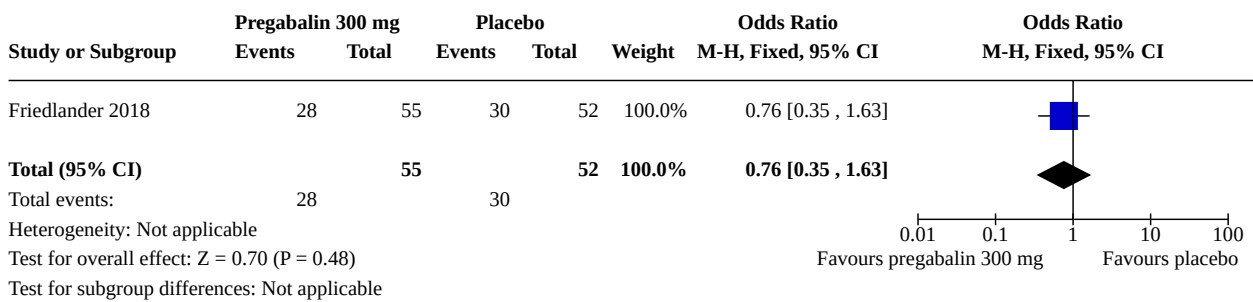 Pregabalin 300 mg Placebo Odds Ratio Odds Ratio
Study or Subgroup Events Total Events Total Weight M-H, Fixed, 95% CI M-H, Fixed, 95% CI
Friedlander 2018 28 55 30 52 100.0% 0.76 [0.35 , 1.63]
Total (95% CI) 55 52 100.0% 0.76 [0.35 , 1.63]
Total events: 28 30
Heterogeneity: Not applicable
0.01 0.1 1 10 100
Test for overall effect: Z = 0.70 (P = 0.48)
Favours pregabalin 300 mg Favours placebo
Test for subgroup differences: Not applicable